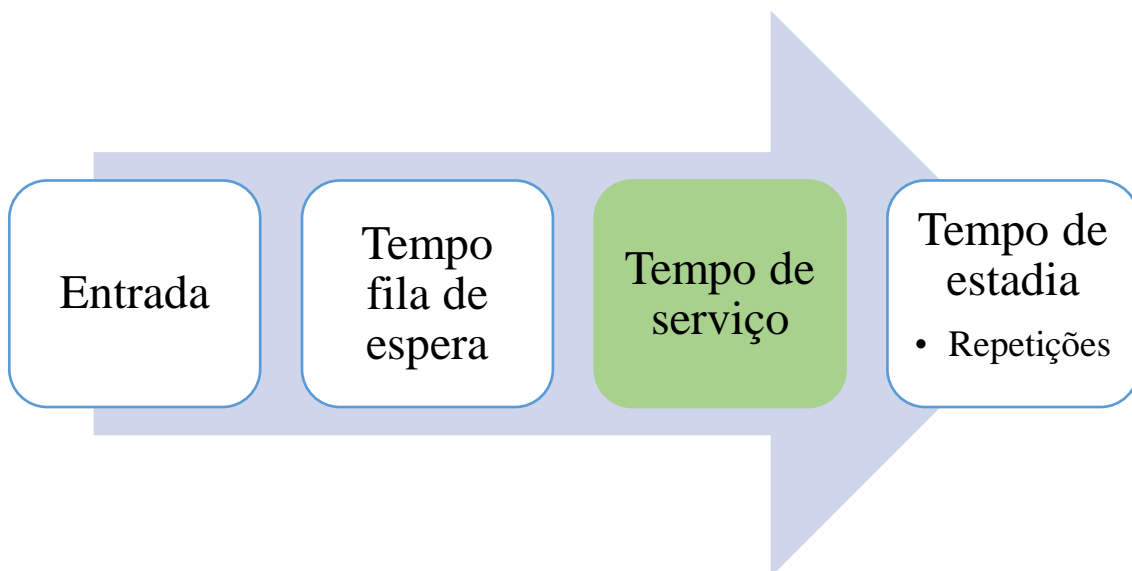 Entrada
Tempo
fila de
espera
Tempo de
serviço
Tempo de
estadia
• Repetições